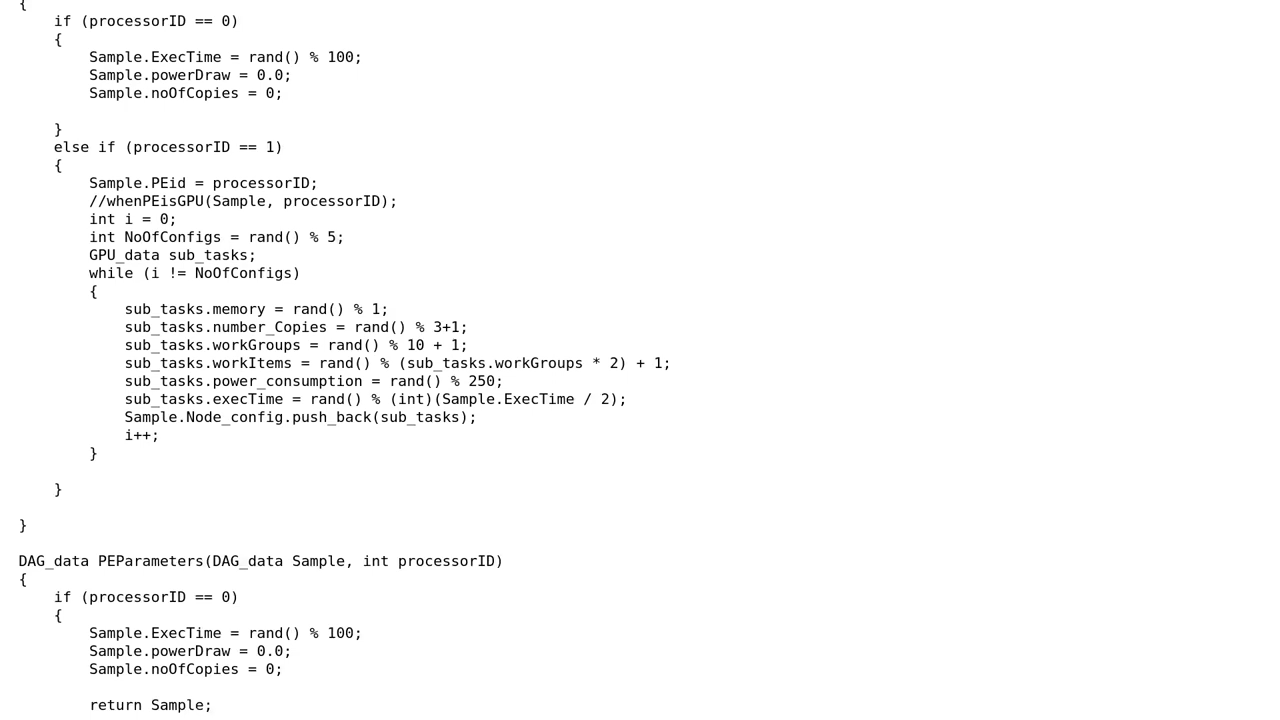 {
    if (processorID == 0)
    {
        Sample.ExecTime = rand() % 100;
        Sample.powerDraw = 0.0;
        Sample.noOfCopies = 0;

    }
    else if (processorID == 1)
    {
        Sample.PEid = processorID;
        //whenPEisGPU(Sample, processorID);
        int i = 0;
        int NoOfConfigs = rand() % 5;
        GPU_data sub_tasks;
        while (i != NoOfConfigs)
        {
            sub_tasks.memory = rand() % 1;
            sub_tasks.number_Copies = rand() % 3+1;
            sub_tasks.workGroups = rand() % 10 + 1;
            sub_tasks.workItems = rand() % (sub_tasks.workGroups * 2) + 1;
            sub_tasks.power_consumption = rand() % 250;
            sub_tasks.execTime = rand() % (int)(Sample.ExecTime / 2);
            Sample.Node_config.push_back(sub_tasks);
            i++;
        }

    }

}

DAG_data PEParameters(DAG_data Sample, int processorID)
{
    if (processorID == 0)
    {
        Sample.ExecTime = rand() % 100;
        Sample.powerDraw = 0.0;
        Sample.noOfCopies = 0;

        return Sample;